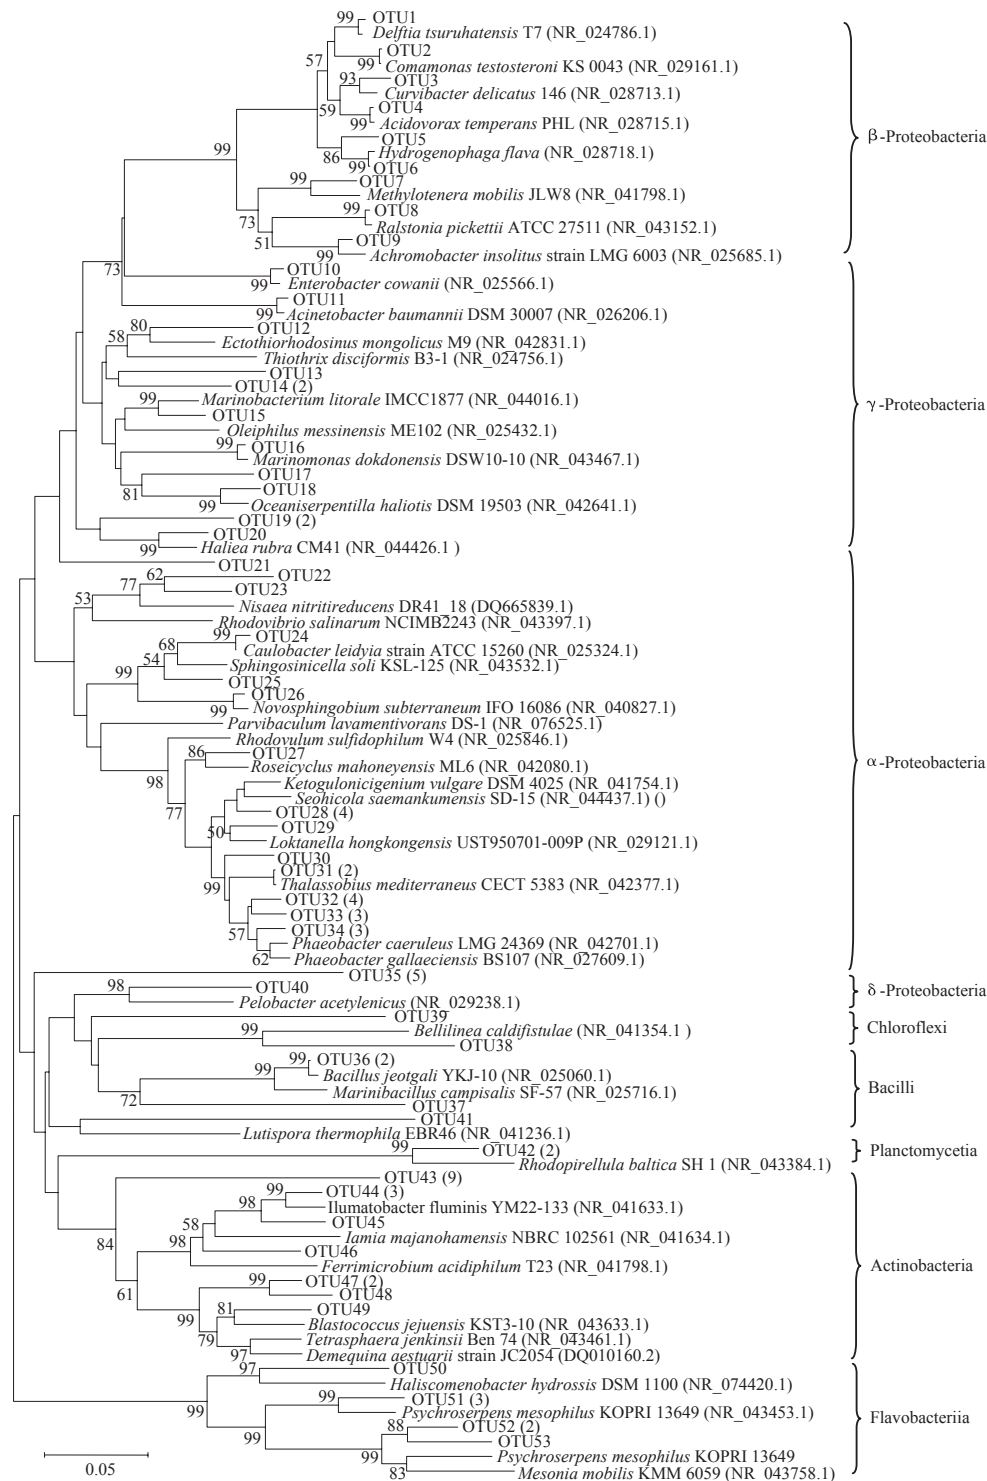 99 OTU1
Delftia tsuruhatensis T7 (NR_024786.1)
57 OTU2
99 Comamonas testosteroni KS 0043 (NR_029161.1)
93 OTU3
Curvibacter delicatus 146 (NR_028713.1)
59 OTU4
99 Acidovorax temperans PHL (NR_028715.1)
OTU5
β-Proteobacteria
99 86 Hydrogenophaga flava (NR_028718.1)
99 OTU6
99 OTU7
Methylotenera mobilis JLW8 (NR_041798.1)
99 OTU8
73 Ralstonia pickettii ATCC 27511 (NR_043152.1)
51 OTU9
99 Achromobacter insolitus strain LMG 6003 (NR_025685.1)
73 OTU10
99 Enterobacter cowanii (NR_025566.1)
OTU11
99 Acinetobacter baumannii DSM 30007 (NR_026206.1)
80 OTU12
58 Ectothiorhodosinus mongolicus M9 (NR_042831.1)
Thiothrix disciformis B3-1 (NR_024756.1)
OTU13
OTU14 (2)
99 Marinobacterium litorale IMCC1877 (NR_044016.1)
γ-Proteobacteria
OTU15
Oleiphilus messinensis ME102 (NR_025432.1)
99 OTU16
Marinomonas dokdonensis DSW10-10 (NR_043467.1)
OTU17
81 OTU18
99 Oceaniserpentilla haliotis DSM 19503 (NR_042641.1)
OTU19 (2)
OTU20
99 Haliea rubra CM41 (NR_044426.1 )
OTU21
62 OTU22
77 OTU23
53 Nisaea nitritireducens DR41_18 (DQ665839.1)
Rhodovibrio salinarum NCIMB2243 (NR_043397.1)
99 OTU24
68 Caulobacter leidyia strain ATCC 15260 (NR_025324.1)
54 Sphingosinicella soli KSL-125 (NR_043532.1)
99 OTU25
OTU26
99 Novosphingobium subterraneum IFO 16086 (NR_040827.1)
Parvibaculum lavamentivorans DS-1 (NR_076525.1)
Rhodovulum sulfidophilum W4 (NR_025846.1)
86 OTU27
α-Proteobacteria
98 Roseicyclus mahoneyensis ML6 (NR_042080.1)
Ketogulonicigenium vulgare DSM 4025 (NR_041754.1)
77 Seohicola saemankumensis SD-15 (NR_044437.1) ()
OTU28 (4)
50 OTU29
Loktanella hongkongensis UST950701-009P (NR_029121.1)
OTU30
OTU31 (2)
99 Thalassobius mediterraneus CECT 5383 (NR_042377.1)
OTU32 (4)
OTU33 (3)
57 OTU34 (3)
Phaeobacter caeruleus LMG 24369 (NR_042701.1)
62 Phaeobacter gallaeciensis BS107 (NR_027609.1)
OTU35 (5)
98 OTU40
δ-Proteobacteria
Pelobacter acetylenicus (NR_029238.1)
OTU39
99 Bellilinea caldifistulae (NR_041354.1 )
Chloroflexi
OTU38
99 OTU36 (2)
99 Bacillus jeotgali YKJ-10 (NR_025060.1)
Marinibacillus campisalis SF-57 (NR_025716.1)
Bacilli
72 OTU37
OTU41
Lutispora thermophila EBR46 (NR_041236.1)
99 OTU42 (2)
Planctomycetia
Rhodopirellula baltica SH 1 (NR_043384.1)
OTU43 (9)
99 OTU44 (3)
98 Ilumatobacter fluminis YM22-133 (NR_041633.1)
58 OTU45
84 98 Iamia majanohamensis NBRC 102561 (NR_041634.1)
OTU46
Ferrimicrobium acidiphilum T23 (NR_041798.1)
Actinobacteria
99 OTU47 (2)
61 OTU48
81 OTU49
99 Blastococcus jejuensis KST3-10 (NR_043633.1)
79 Tetrasphaera jenkinsii Ben 74 (NR_043461.1)
97 Demequina aestuarii strain JC2054 (DQ010160.2)
97 OTU50
Haliscomenobacter hydrossis DSM 1100 (NR_074420.1)
99 OTU51 (3)
99 Psychroserpens mesophilus KOPRI 13649 (NR_043453.1)
Flavobacteriia
88 OTU52 (2)
99 OTU53
99 Psychroserpens mesophilus KOPRI 13649
83 Mesonia mobilis KMM 6059 (NR_043758.1)
0.05